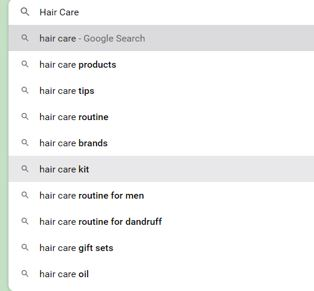 Hair Care
hair care - Google Search
hair care products
hair care tips
hair care routine
hair care brands
hair care kit
hair care routine for men
hair care routine for dandruff
hair care gift sets
hair care oil